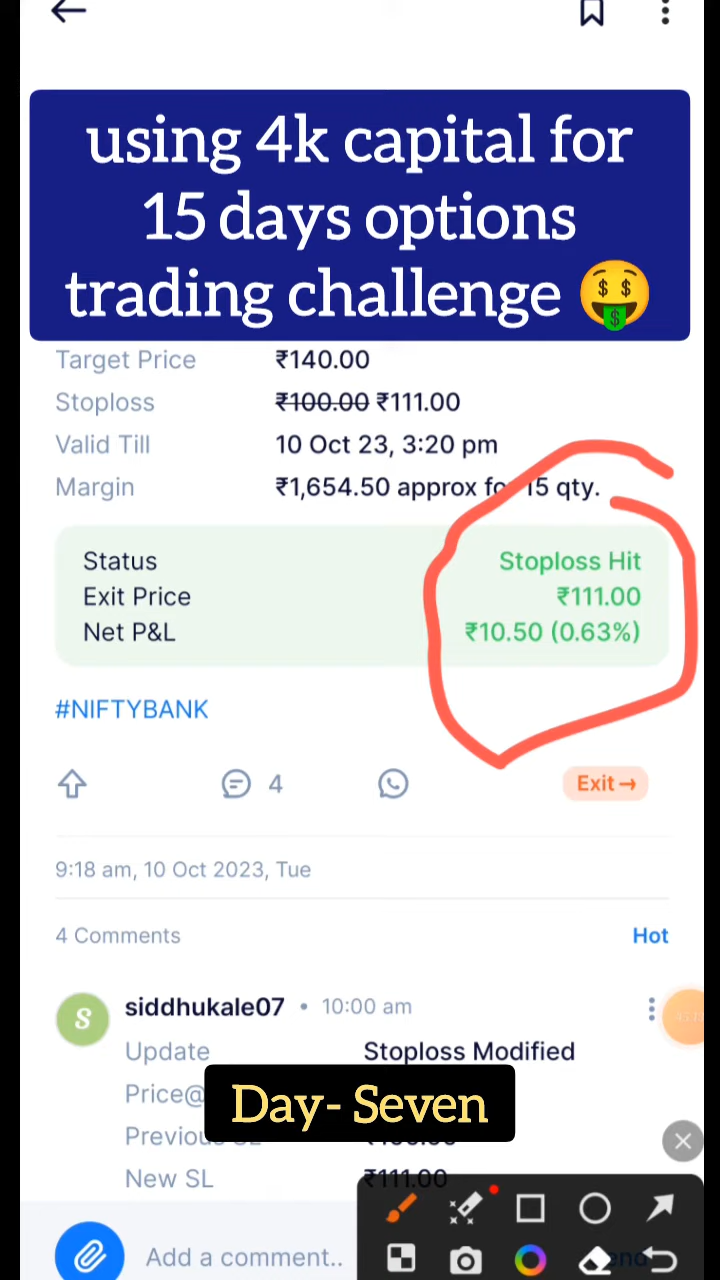 using 4k capital for
15 days options
trading challenge 🤑
Target Price ₹140.00
Stoploss ₹100.00 ₹111.00
Valid Till 10 Oct 23, 3:20 pm
Margin ₹1,654.50 approx for 15 qty.
Status Stoploss Hit
Exit Price ₹111.00
Net P&L ₹10.50 (0.63%)
#NIFTYBANK
4
Exit →
9:18 am, 10 Oct 2023, Tue
4 Comments Hot
S
siddhukale07 • 10:00 am
Update Stoploss Modified
Price@
Day- Seven
New SL ₹111.00
Add a comment..